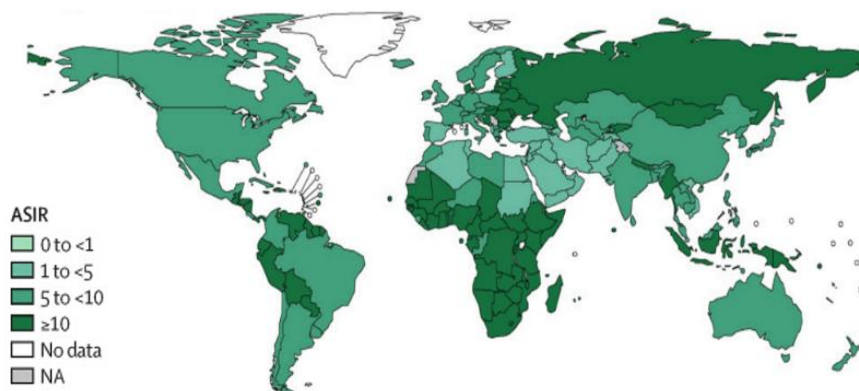 ASIR
0 to <1
1 to <5
5 to <10
≥10
No data
NA